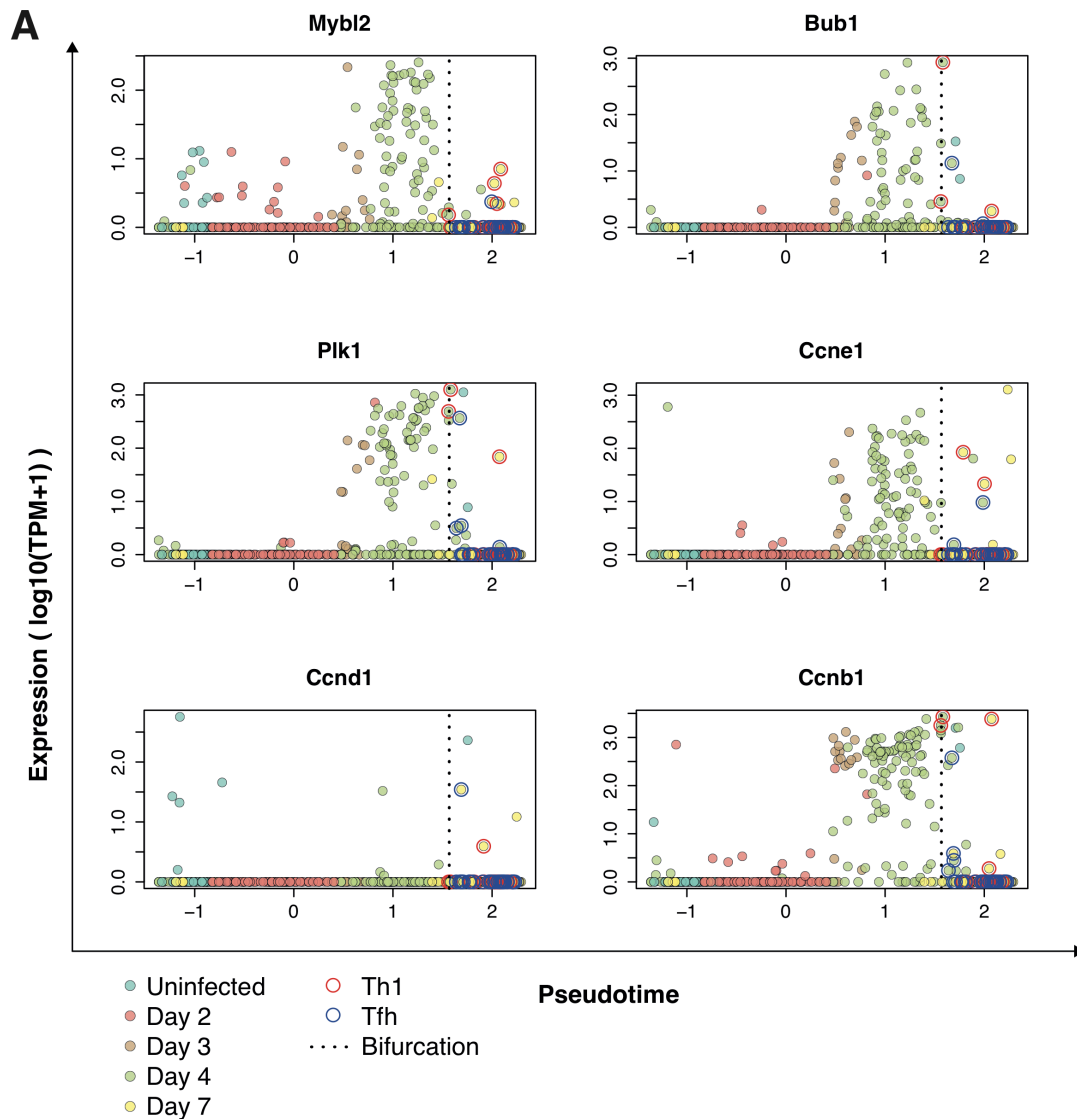 A
Mybl2
Bub1
0.0 1.0 2.0
−1 0 1 2
0.0 1.0 2.0 3.0
−1 0 1 2
Plk1
Ccne1
0.0 1.0 2.0 3.0
−1 0 1 2
0.0 1.0 2.0 3.0
−1 0 1 2
Ccnd1
Ccnb1
0.0 1.0 2.0
−1 0 1 2
0.0 1.0 2.0 3.0
−1 0 1 2
Expression ( log10(TPM+1) )
Pseudotime
Uninfected
Day 2
Day 3
Day 4
Day 7
Th1
Tfh
Bifurcation